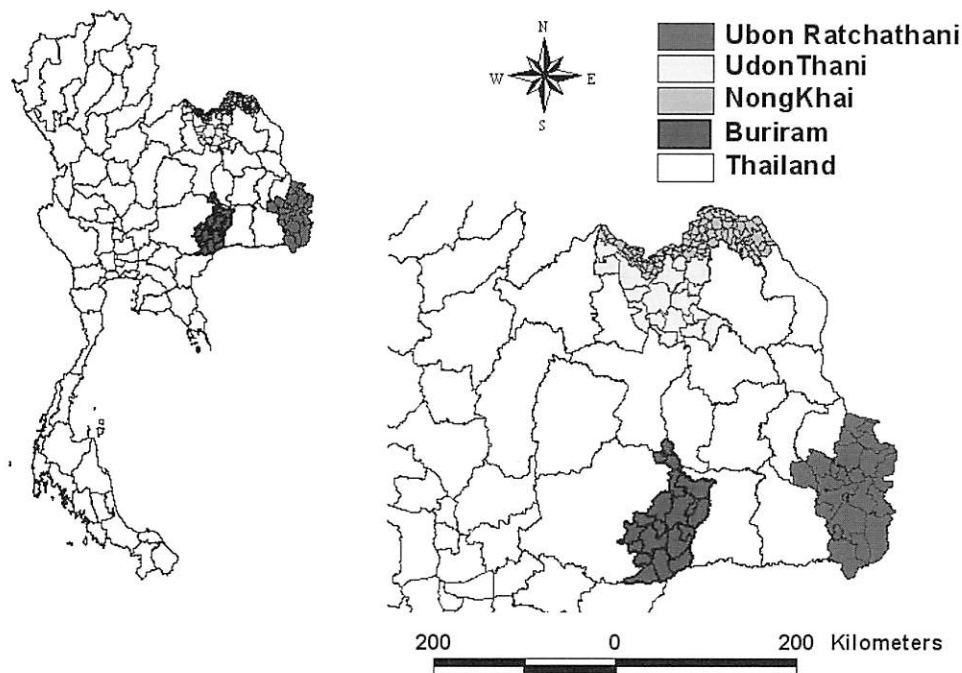 N
W E
S
Ubon Ratchathani
UdonThani
NongKhai
Buriram
Thailand
200 0 200 Kilometers